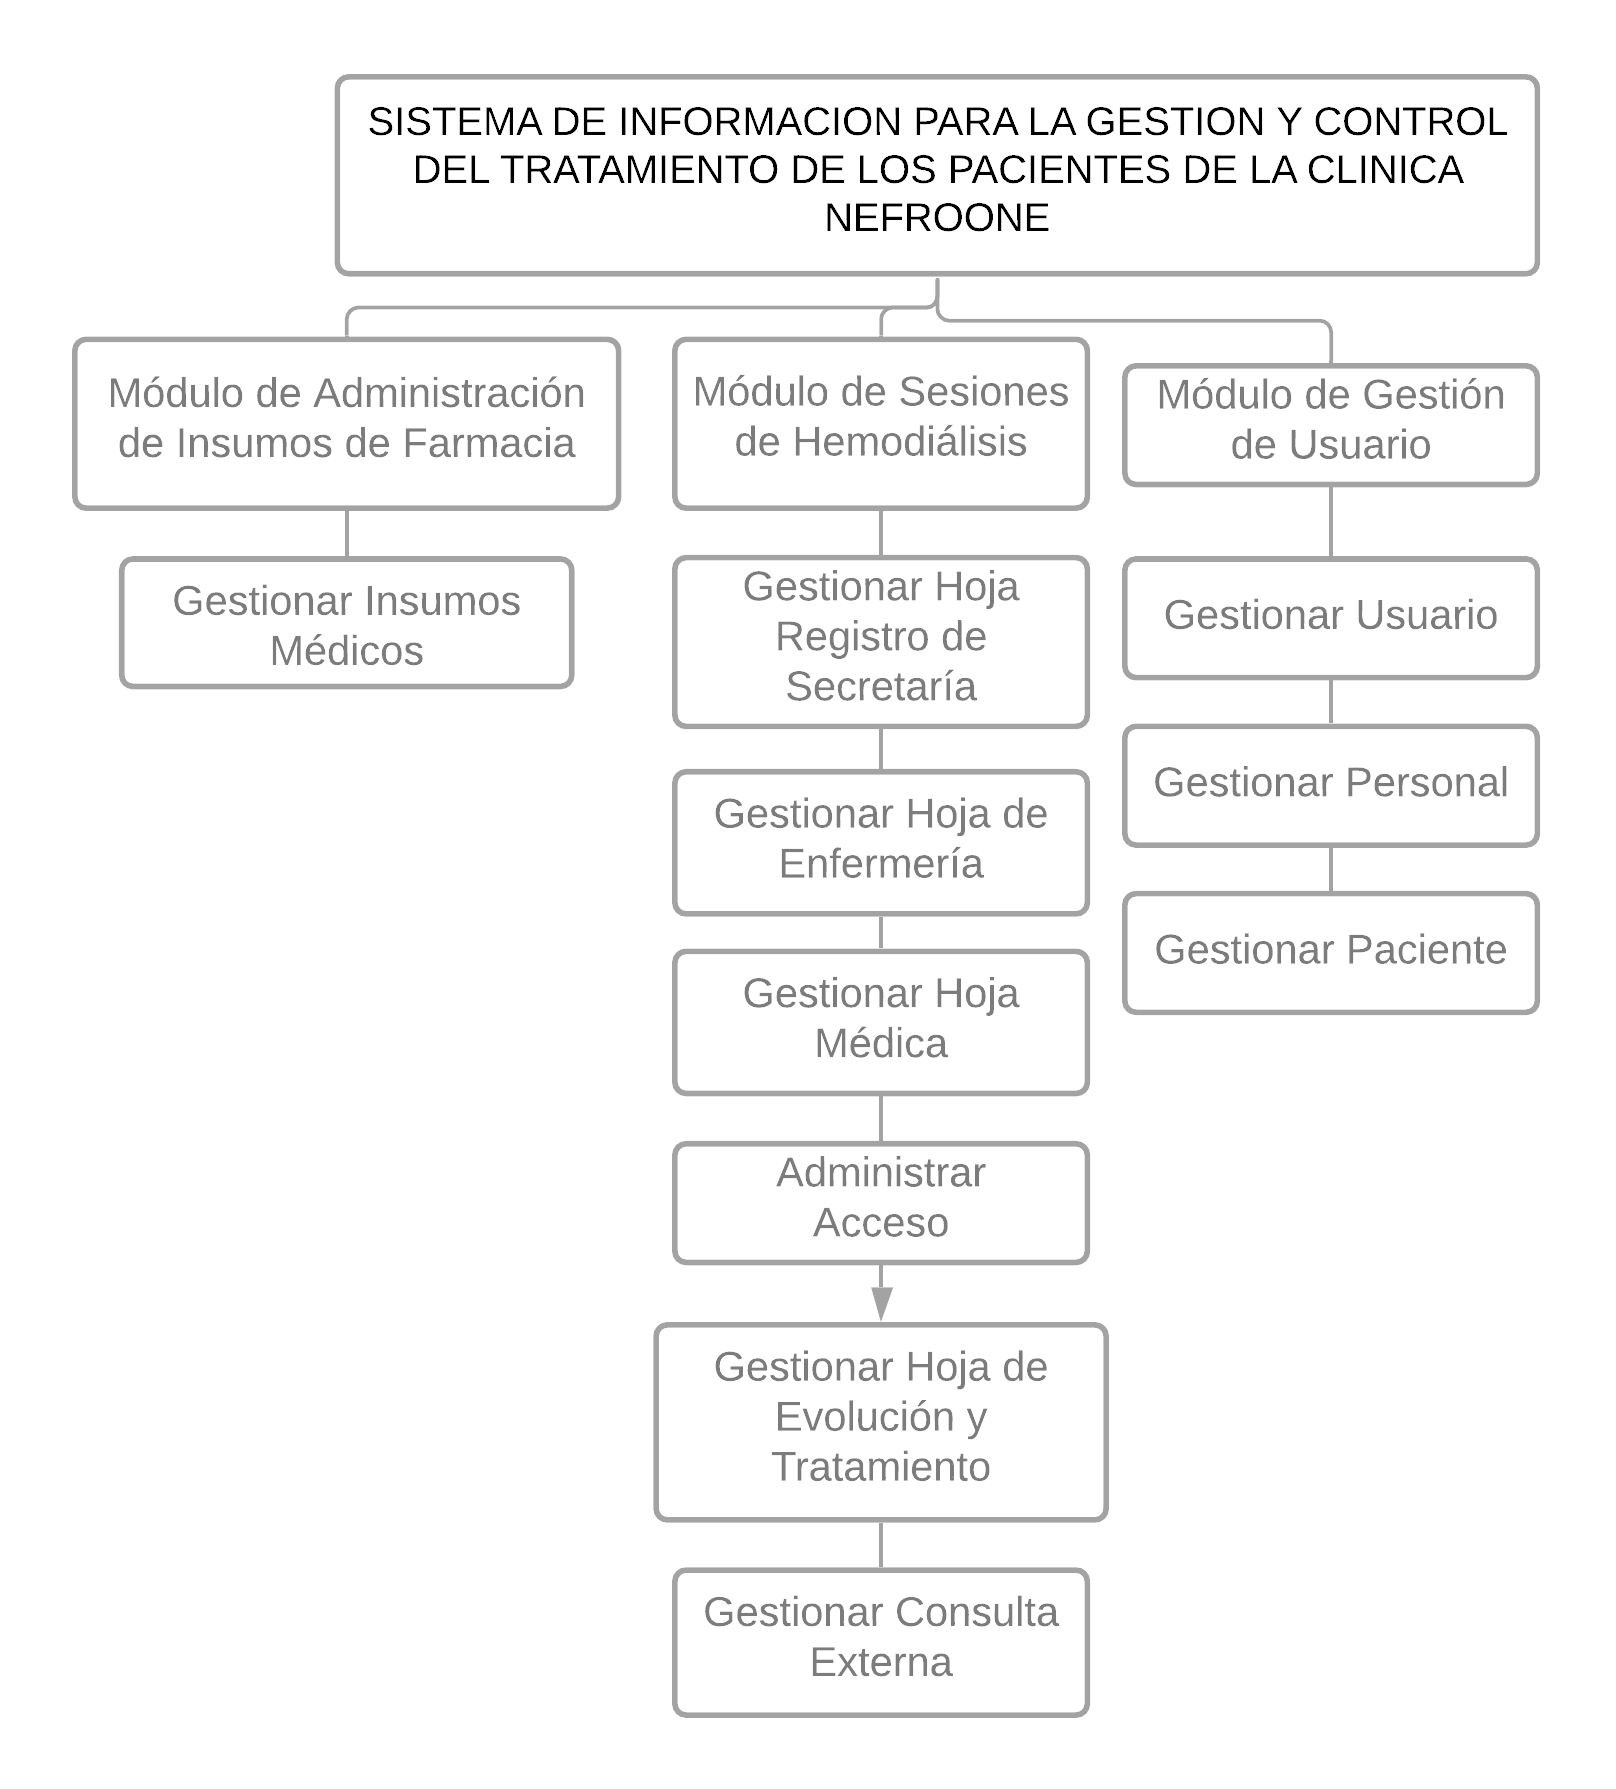 SISTEMA DE INFORMACION PARA LA GESTION Y CONTROL
DEL TRATAMIENTO DE LOS PACIENTES DE LA CLINICA
NEFROONE
Módulo de Administración
de Insumos de Farmacia
Gestionar Insumos
Médicos
Módulo de Sesiones
de Hemodiálisis
Gestionar Hoja
Registro de
Secretaría
Gestionar Hoja de
Enfermería
Gestionar Hoja
Médica
Administrar
Acceso
Gestionar Hoja de
Evolución y
Tratamiento
Gestionar Consulta
Externa
Módulo de Gestión
de Usuario
Gestionar Usuario
Gestionar Personal
Gestionar Paciente